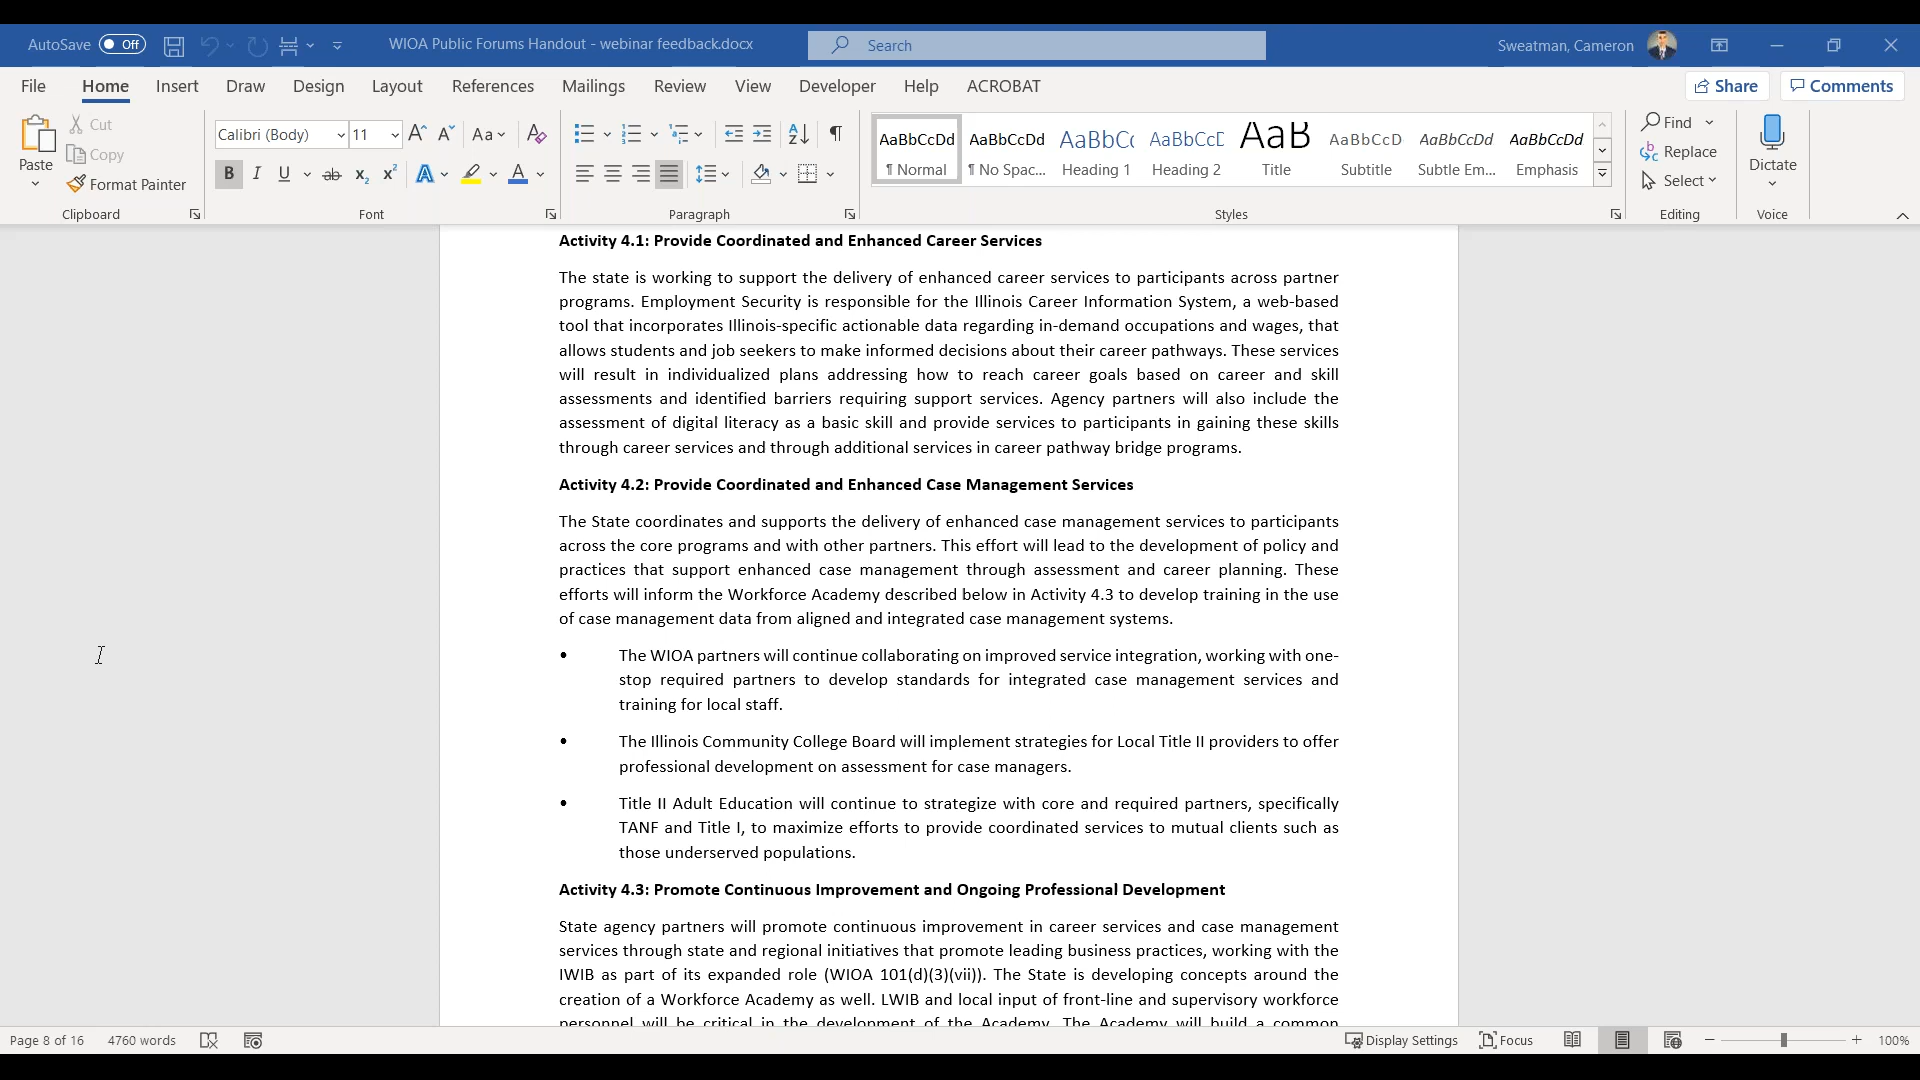 AutoSave Off WIOA Public Forums Handout - webinar feedback.docx Search Sweatman, Cameron
File Home Insert Draw Design Layout References Mailings Review View Developer Help ACROBAT Share Comments
Paste Cut Copy Format Painter Clipboard
Calibri (Body) 11 Aa
B I U ab x₂ x² A A
Font
Paragraph
AaBbCcDd AaBbCcDd AaBbC( AaBbCcE AaB AaBbCcD AaBbCcDd AaBbCcDd
¶ Normal ¶ No Spac... Heading 1 Heading 2 Title Subtitle Subtle Em... Emphasis
Styles
Find Replace Select Editing
Dictate Voice
Activity 4.1: Provide Coordinated and Enhanced Career Services
The state is working to support the delivery of enhanced career services to participants across partner
programs. Employment Security is responsible for the Illinois Career Information System, a web-based
tool that incorporates Illinois-specific actionable data regarding in-demand occupations and wages, that
allows students and job seekers to make informed decisions about their career pathways. These services
will result in individualized plans addressing how to reach career goals based on career and skill
assessments and identified barriers requiring support services. Agency partners will also include the
assessment of digital literacy as a basic skill and provide services to participants in gaining these skills
through career services and through additional services in career pathway bridge programs.
Activity 4.2: Provide Coordinated and Enhanced Case Management Services
The State coordinates and supports the delivery of enhanced case management services to participants
across the core programs and with other partners. This effort will lead to the development of policy and
practices that support enhanced case management through assessment and career planning. These
efforts will inform the Workforce Academy described below in Activity 4.3 to develop training in the use
of case management data from aligned and integrated case management systems.
• The WIOA partners will continue collaborating on improved service integration, working with one-
stop required partners to develop standards for integrated case management services and
training for local staff.
• The Illinois Community College Board will implement strategies for Local Title II providers to offer
professional development on assessment for case managers.
• Title II Adult Education will continue to strategize with core and required partners, specifically
TANF and Title I, to maximize efforts to provide coordinated services to mutual clients such as
those underserved populations.
Activity 4.3: Promote Continuous Improvement and Ongoing Professional Development
State agency partners will promote continuous improvement in career services and case management
services through state and regional initiatives that promote leading business practices, working with the
IWIB as part of its expanded role (WIOA 101(d)(3)(vii)). The State is developing concepts around the
creation of a Workforce Academy as well. LWIB and local input of front-line and supervisory workforce
personnel will be critical in the development of the Academy. The Academy will build a common
Page 8 of 16 4760 words Display Settings Focus 100%